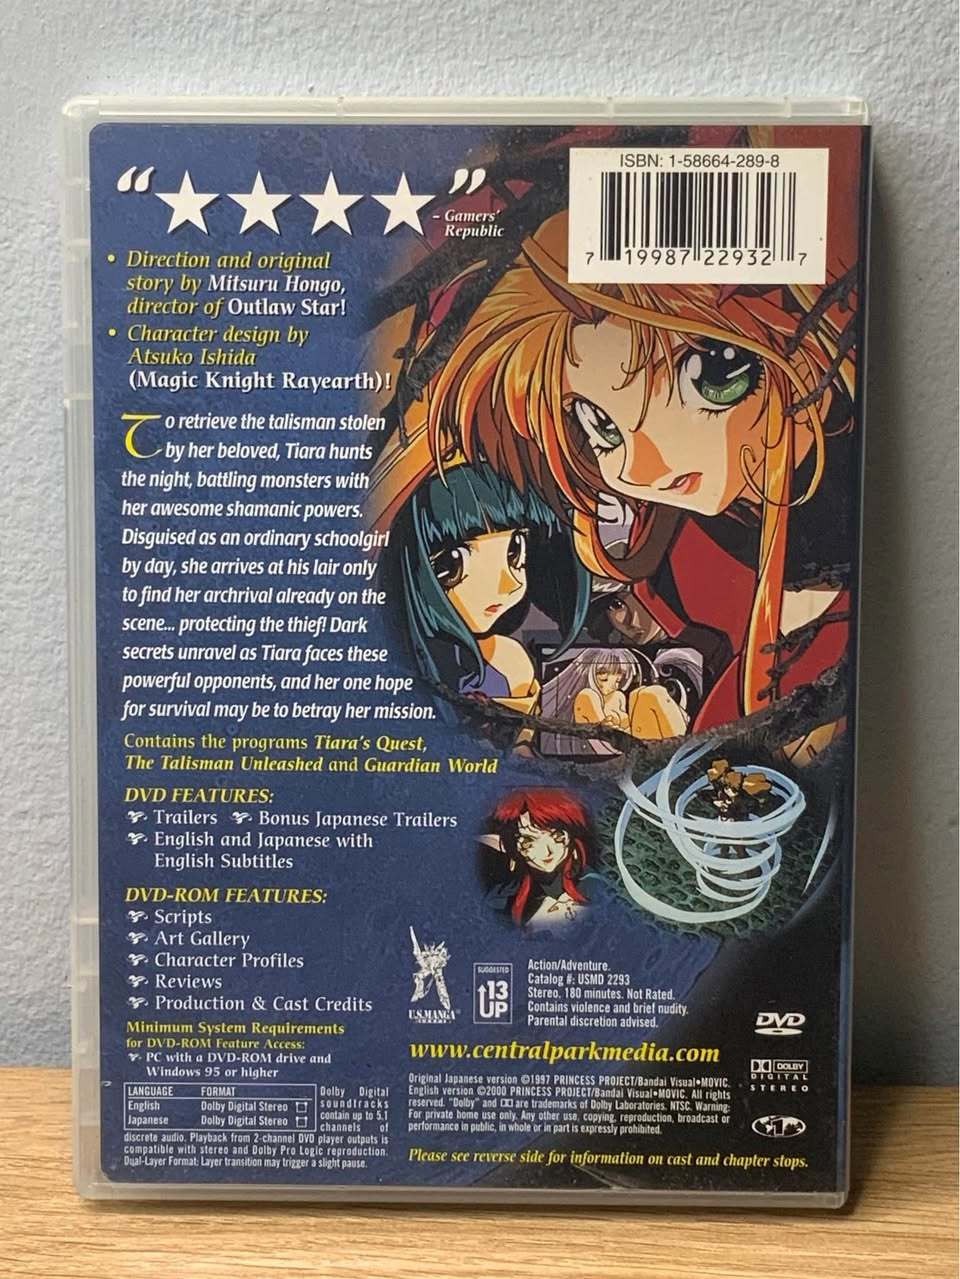 ISBN: 1-58664-289-8
7 19987 22932 7
“★★★★”
– Gamers'
Republic
• Direction and original
story by Mitsuru Hongo,
director of Outlaw Star!
• Character design by
Atsuko Ishida
(Magic Knight Rayearth)!
To retrieve the talisman stolen
by her beloved, Tiara hunts
the night, battling monsters with
her awesome shamanic powers.
Disguised as an ordinary schoolgirl
by day, she arrives at his lair only
to find her archrival already on the
scene... protecting the thief! Dark
secrets unravel as Tiara faces these
powerful opponents, and her one hope
for survival may be to betray her mission.
Contains the programs Tiara's Quest,
The Talisman Unleashed and Guardian World
DVD FEATURES:
Trailers Bonus Japanese Trailers
English and Japanese with
English Subtitles
DVD-ROM FEATURES:
Scripts
Art Gallery
Character Profiles
Reviews
Production & Cast Credits
Minimum System Requirements
for DVD-ROM Feature Access:
PC with a DVD-ROM drive and
Windows 95 or higher
LANGUAGE FORMAT
English Dolby Digital Stereo
Japanese Dolby Digital Stereo
Dolby Digital
soundtracks
contain up to 5.1
channels of
discrete audio. Playback from 2-channel DVD player outputs is
compatible with stereo and Dolby Pro Logic reproduction.
Dual-Layer Format: Layer transition may trigger a slight pause.
U.S. MANGA
CORPS
SUGGESTED
13
UP
Action/Adventure.
Catalog #: USMD 2293
Stereo. 180 minutes. Not Rated.
Contains violence and brief nudity.
Parental discretion advised.
www.centralparkmedia.com
Original Japanese version ©1997 PRINCESS PROJECT/Bandai Visual•MOVIC.
English version ©2000 PRINCESS PROJECT/Bandai Visual•MOVIC. All rights
reserved. "Dolby" and are trademarks of Dolby Laboratories. NTSC. Warning:
For private home use only. Any other use, copying, reproduction, broadcast or
performance in public, in whole or in part is expressly prohibited.
Please see reverse side for information on cast and chapter stops.
DVD
DOLBY
DIGITAL
STEREO
1